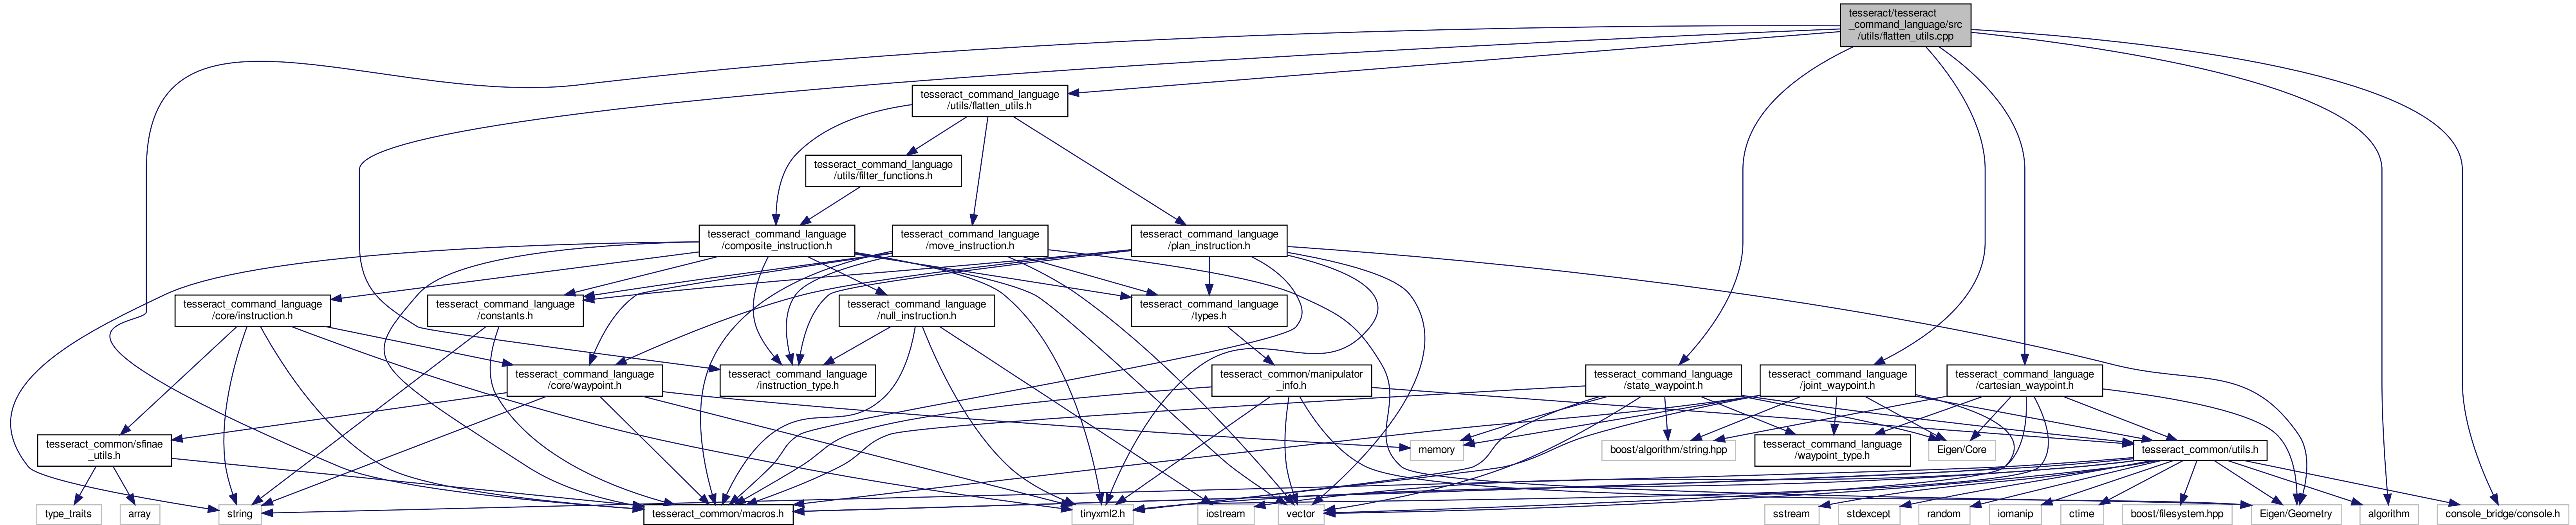 tesseract/tesseract
_command_language/src
/utils/flatten_utils.cpp
tesseract_command_language
/utils/flatten_utils.h
tesseract_command_language
/utils/filter_functions.h
tesseract_command_language
/composite_instruction.h
tesseract_command_language
/move_instruction.h
tesseract_command_language
/plan_instruction.h
tesseract_command_language
/core/instruction.h
tesseract_command_language
/constants.h
tesseract_command_language
/null_instruction.h
tesseract_command_language
/types.h
tesseract_command_language
/core/waypoint.h
tesseract_command_language
/instruction_type.h
tesseract_common/manipulator
_info.h
tesseract_command_language
/state_waypoint.h
tesseract_command_language
/joint_waypoint.h
tesseract_command_language
/cartesian_waypoint.h
tesseract_common/sfinae
_utils.h
memory
boost/algorithm/string.hpp
tesseract_command_language
/waypoint_type.h
Eigen/Core
tesseract_common/utils.h
type_traits
array
string
tesseract_common/macros.h
tinyxml2.h
iostream
vector
sstream
stdexcept
random
iomanip
ctime
boost/filesystem.hpp
Eigen/Geometry
algorithm
console_bridge/console.h